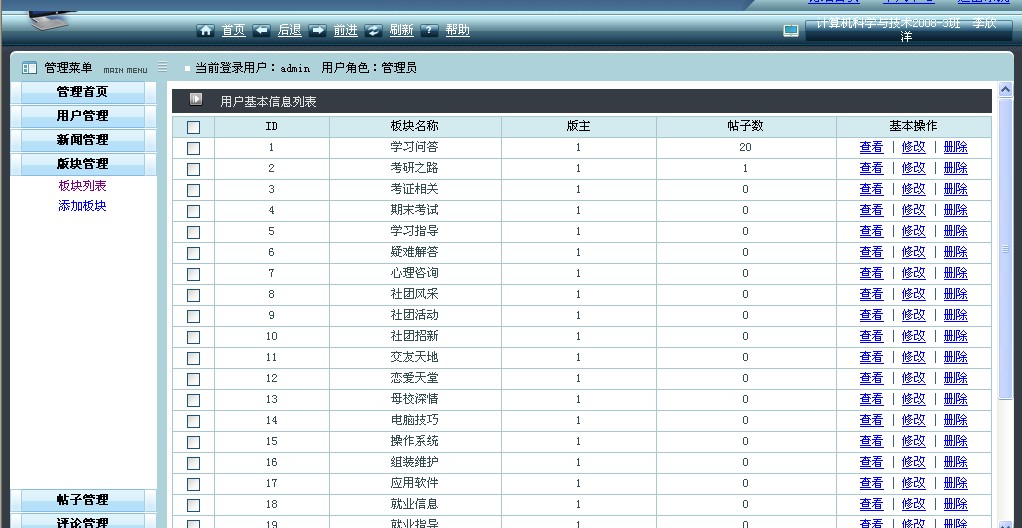 首页 后退 前进 刷新 ? 帮助
计算机科学与技术2008-3班 李欣洋
管理菜单 MAIN MENU
当前登录用户：admin 用户角色：管理员
管理首页
用户管理
新闻管理
版块管理
板块列表
添加板块
帖子管理
评论管理
用户基本信息列表
ID 板块名称 版主 帖子数 基本操作
1 学习问答 1 20 查看 | 修改 | 删除
2 考研之路 1 1 查看 | 修改 | 删除
3 考证相关 1 0 查看 | 修改 | 删除
4 期末考试 1 0 查看 | 修改 | 删除
5 学习指导 1 0 查看 | 修改 | 删除
6 疑难解答 1 0 查看 | 修改 | 删除
7 心理咨询 1 0 查看 | 修改 | 删除
8 社团风采 1 0 查看 | 修改 | 删除
9 社团活动 1 0 查看 | 修改 | 删除
10 社团招新 1 0 查看 | 修改 | 删除
11 交友天地 1 0 查看 | 修改 | 删除
12 恋爱天堂 1 0 查看 | 修改 | 删除
13 母校深情 1 0 查看 | 修改 | 删除
14 电脑技巧 1 0 查看 | 修改 | 删除
15 操作系统 1 0 查看 | 修改 | 删除
16 组装维护 1 0 查看 | 修改 | 删除
17 应用软件 1 0 查看 | 修改 | 删除
18 就业信息 1 0 查看 | 修改 | 删除
19 就业指导 1 0 查看 | 修改 | 删除